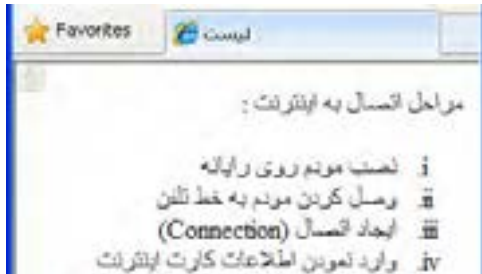 Favorites
لیست
مراحل اتصال به اینترنت :
i. نصب مودم روی رایانه
ii. وصل کردن مودم به خط تلفن
iii. ایجاد اتصال (Connection)
iv. وارد نمودن اطلاعات کارت اینترنت